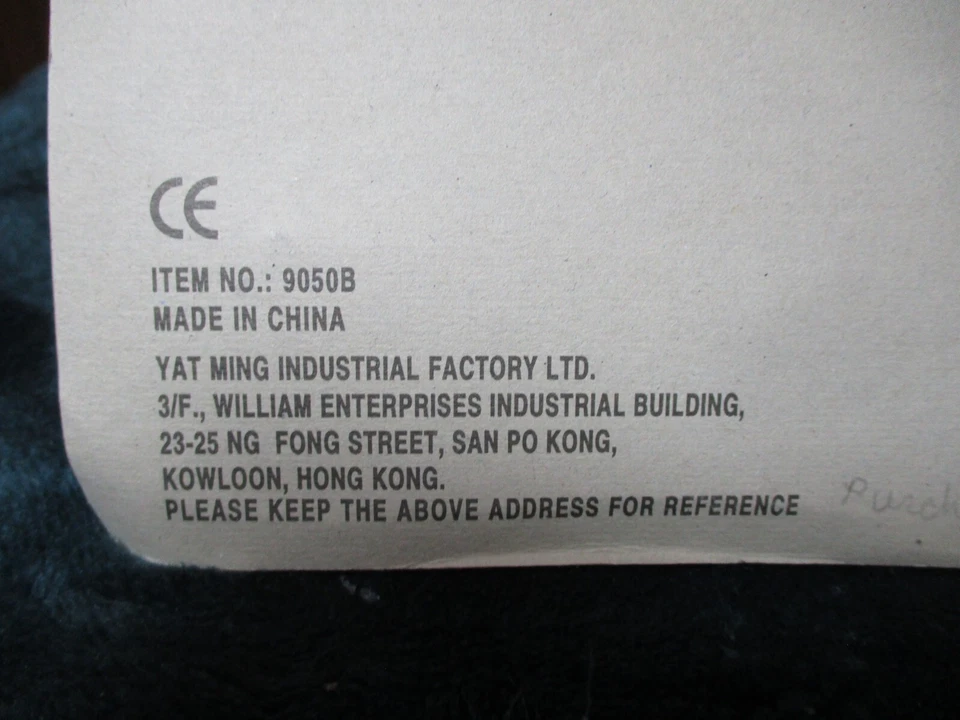 CE
ITEM NO.: 9050B
MADE IN CHINA
YAT MING INDUSTRIAL FACTORY LTD.
3/F., WILLIAM ENTERPRISES INDUSTRIAL BUILDING,
23-25 NG FONG STREET, SAN PO KONG,
KOWLOON, HONG KONG.
PLEASE KEEP THE ABOVE ADDRESS FOR REFERENCE